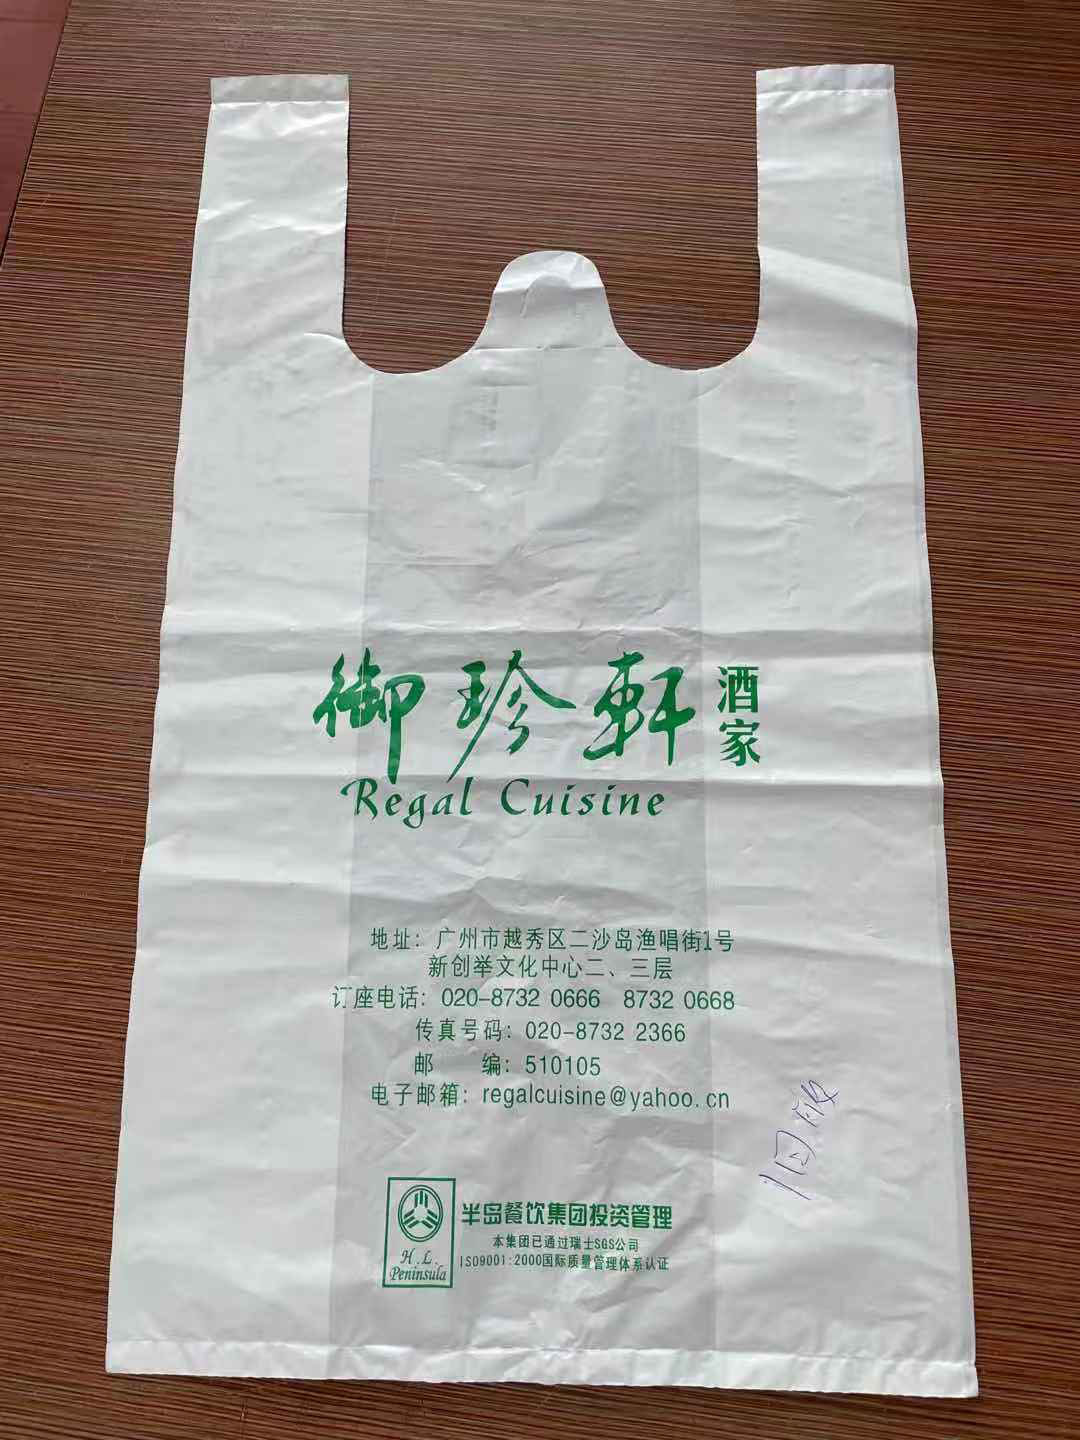 御珍軒 酒家
Regal Cuisine
地址：广州市越秀区二沙岛渔唱街1号
新创举文化中心二、三层
订座电话：020-8732 0666 8732 0668
传真号码：020-8732 2366
邮 编：510105
电子邮箱：regalcuisine@yahoo.cn
H.L.
Peninsula
半岛餐饮集团投资管理
本集团已通过瑞士SGS公司
ISO9001:2000国际质量管理体系认证